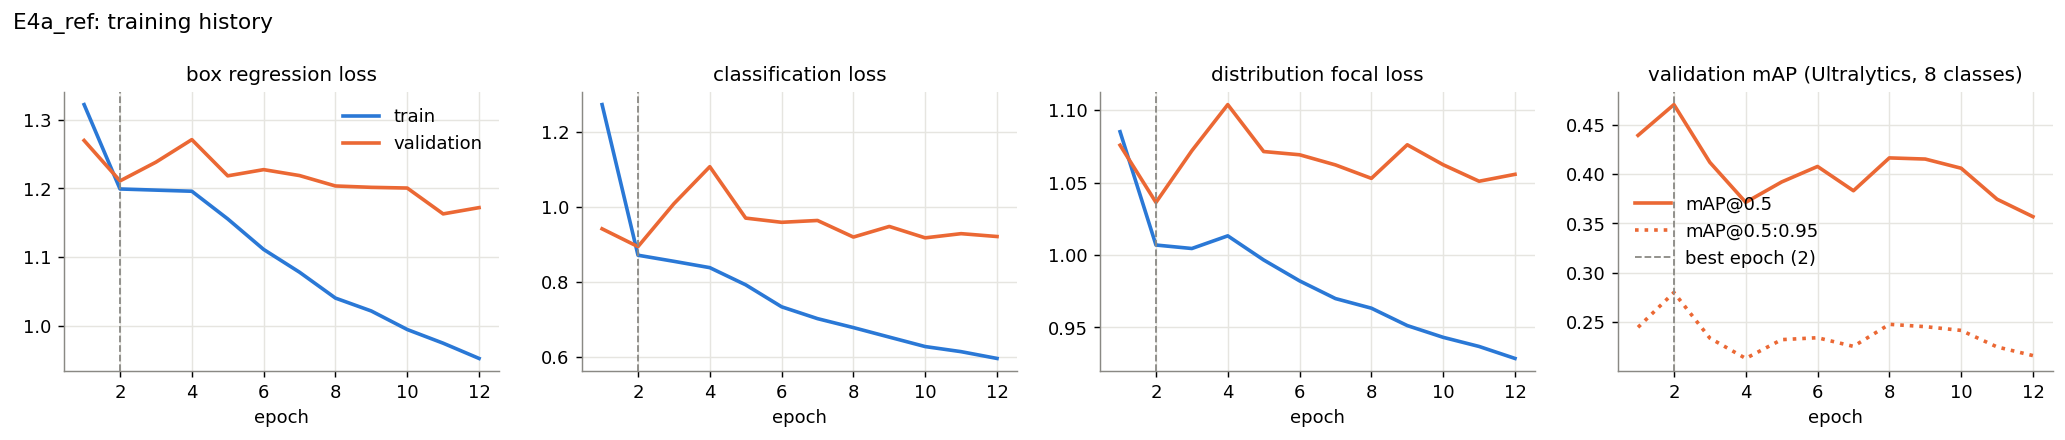 E4a_ref: training history
box regression loss
1.3
1.2
1.1
1.0
train
validation
2 4 6 8 10 12
epoch
classification loss
1.2
1.0
0.8
0.6
2 4 6 8 10 12
epoch
distribution focal loss
1.10
1.05
1.00
0.95
2 4 6 8 10 12
epoch
validation mAP (Ultralytics, 8 classes)
0.45
0.40
0.35
0.30
0.25
mAP@0.5
mAP@0.5:0.95
best epoch (2)
2 4 6 8 10 12
epoch